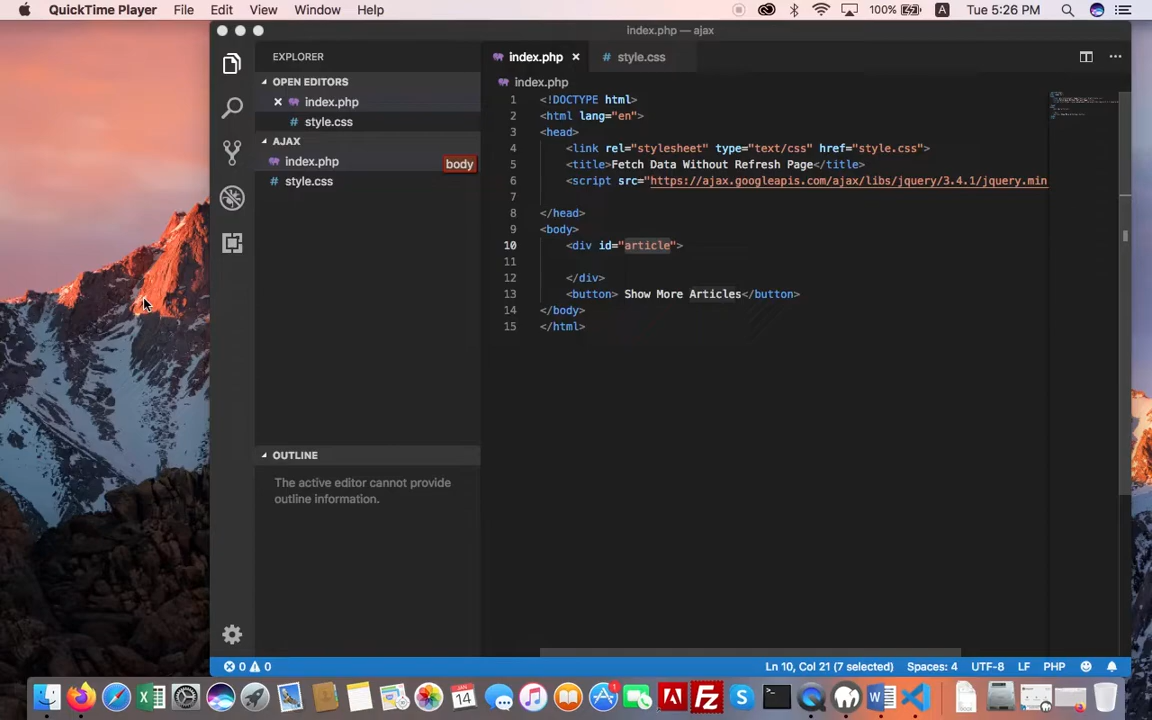 QuickTime Player File Edit View Window Help 100% A Tue 5:26 PM
index.php — ajax
EXPLORER
OPEN EDITORS
index.php
style.css
AJAX
index.php
body
style.css
OUTLINE
The active editor cannot provide
outline information.
index.php style.css
index.php
1 <!DOCTYPE html>
2 <html lang="en">
3 <head>
4 <link rel="stylesheet" type="text/css" href="style.css">
5 <title>Fetch Data Without Refresh Page</title>
6 <script src="https://ajax.googleapis.com/ajax/libs/jquery/3.4.1/jquery.min
7
8 </head>
9 <body>
10 <div id="article">
11
12 </div>
13 <button> Show More Articles</button>
14 </body>
15 </html>
0 0 Ln 10, Col 21 (7 selected) Spaces: 4 UTF-8 LF PHP
14